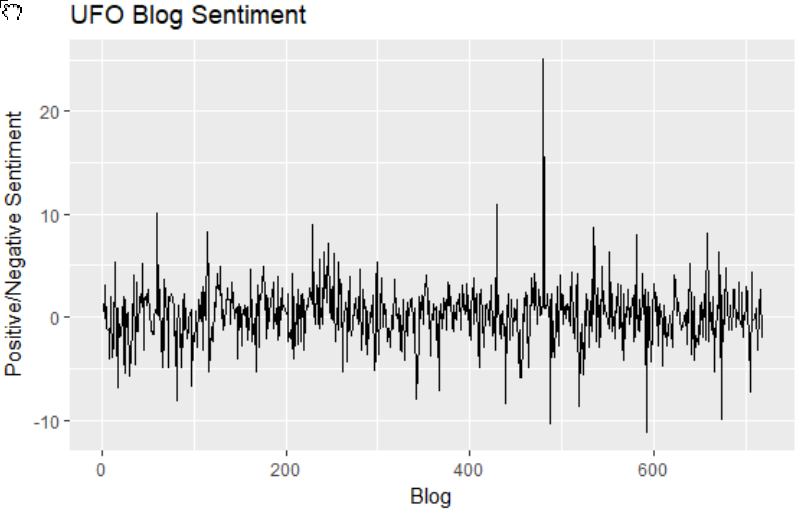 UFO Blog Sentiment
Positive/Negative Sentiment
20
10
0
-10
0 200 400 600
Blog